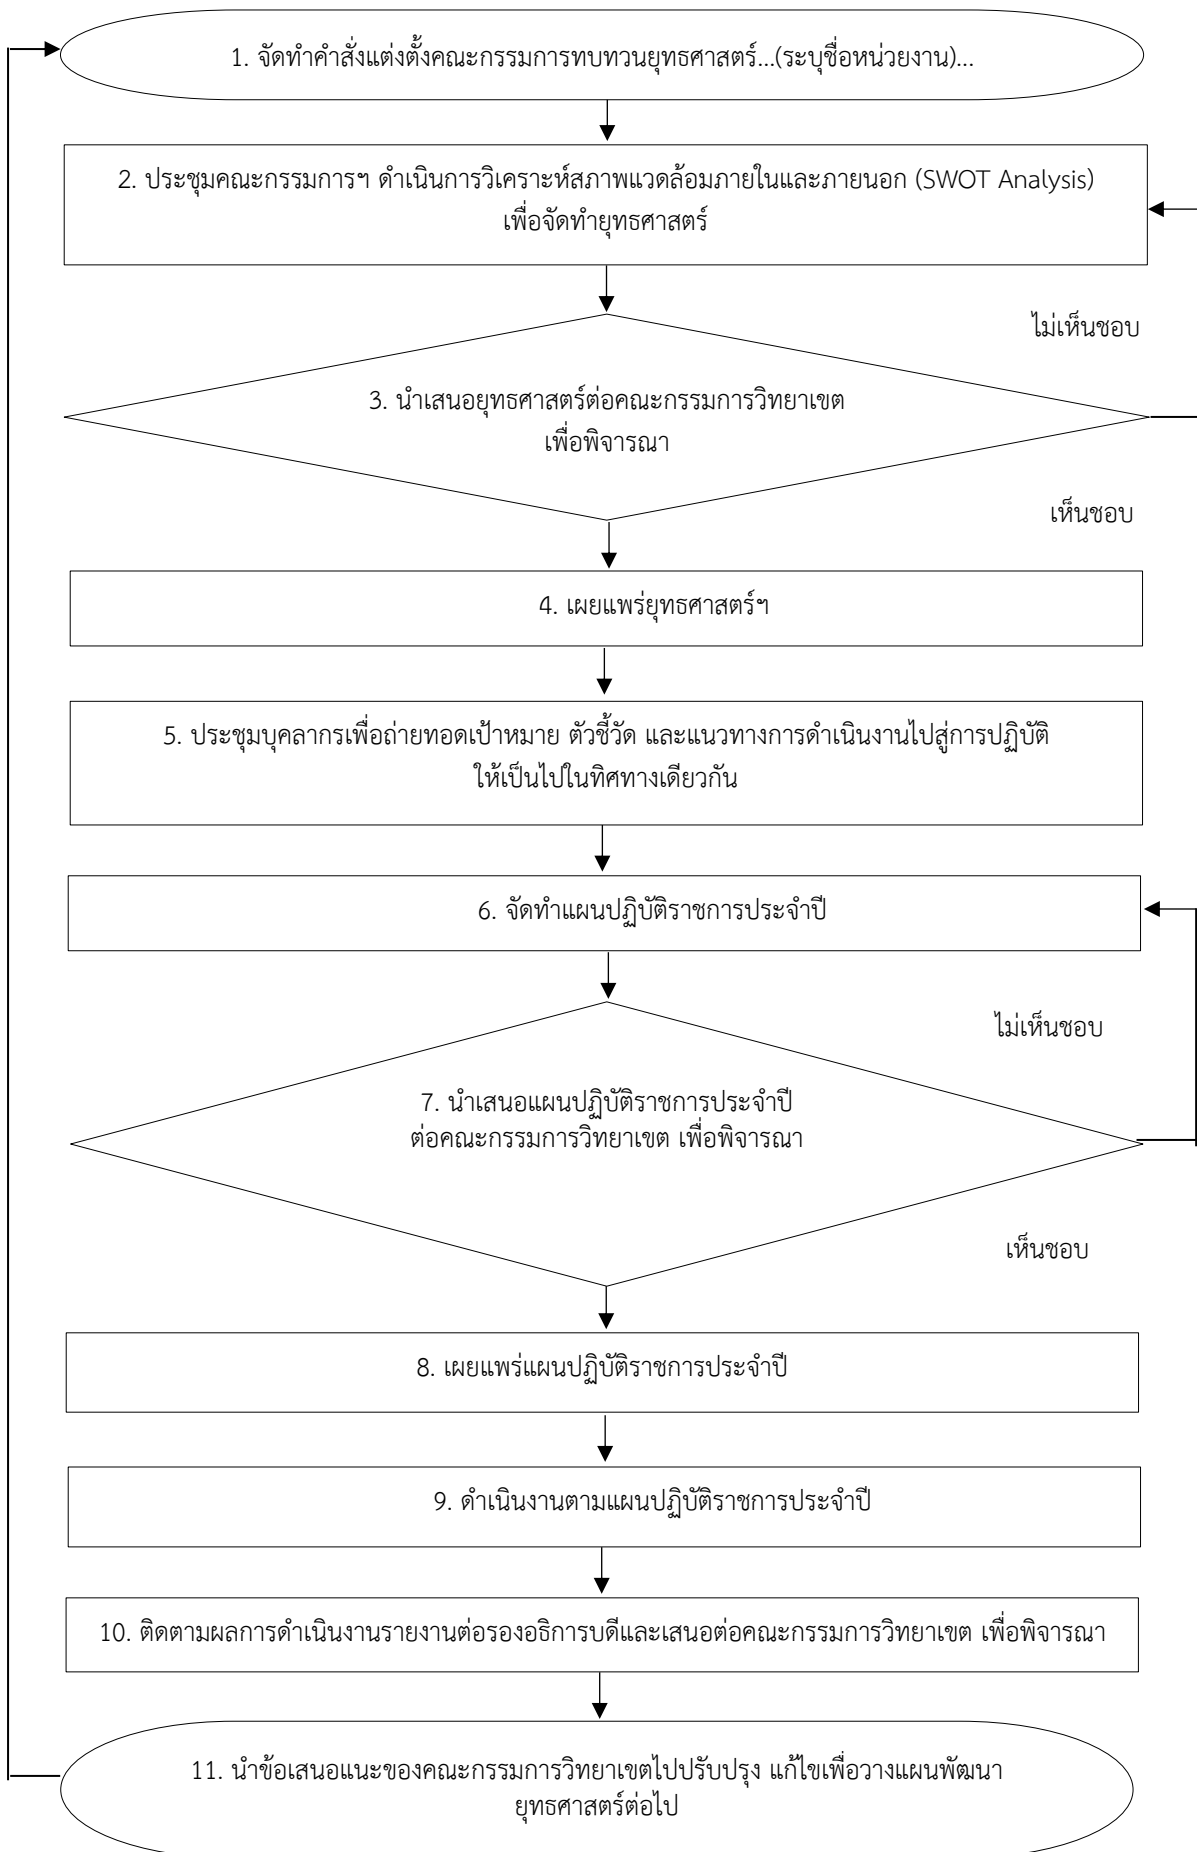 1. จัดทำคำสั่งแต่งตั้งคณะกรรมการทบทวนยุทธศาสตร์...(ระบุชื่อหน่วยงาน)...
2. ประชุมคณะกรรมการฯ ดำเนินการวิเคราะห์สภาพแวดล้อมภายในและภายนอก (SWOT Analysis)
เพื่อจัดทำยุทธศาสตร์
ไม่เห็นชอบ
3. นำเสนอยุทธศาสตร์ต่อคณะกรรมการวิทยาเขต
เพื่อพิจารณา
เห็นชอบ
4. เผยแพร่ยุทธศาสตร์ฯ
5. ประชุมบุคลากรเพื่อถ่ายทอดเป้าหมาย ตัวชี้วัด และแนวทางการดำเนินงานไปสู่การปฏิบัติ
ให้เป็นไปในทิศทางเดียวกัน
6. จัดทำแผนปฏิบัติราชการประจำปี
ไม่เห็นชอบ
7. นำเสนอแผนปฏิบัติราชการประจำปี
ต่อคณะกรรมการวิทยาเขต เพื่อพิจารณา
เห็นชอบ
8. เผยแพร่แผนปฏิบัติราชการประจำปี
9. ดำเนินงานตามแผนปฏิบัติราชการประจำปี
10. ติดตามผลการดำเนินงานรายงานต่อรองอธิการบดีและเสนอต่อคณะกรรมการวิทยาเขต เพื่อพิจารณา
11. นำข้อเสนอแนะของคณะกรรมการวิทยาเขตไปปรับปรุง แก้ไขเพื่อวางแผนพัฒนา
ยุทธศาสตร์ต่อไป